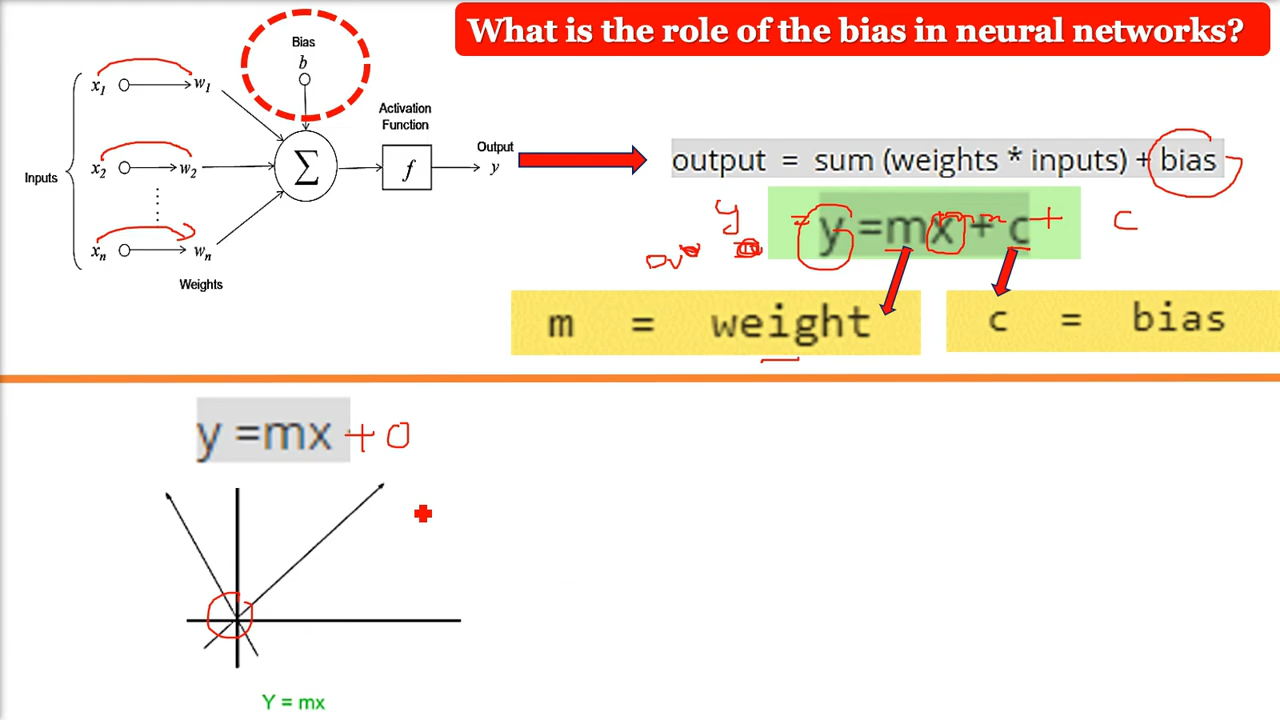 What is the role of the bias in neural networks?
Bias
b
x1 w1
Activation
Function
x2 w2
Σ
f
Output
y
Inputs
xn wn
Weights
output = sum (weights * inputs) + bias
y = + c
y =mx + c
m = weight
c = bias
y =mx + 0
Y = mx